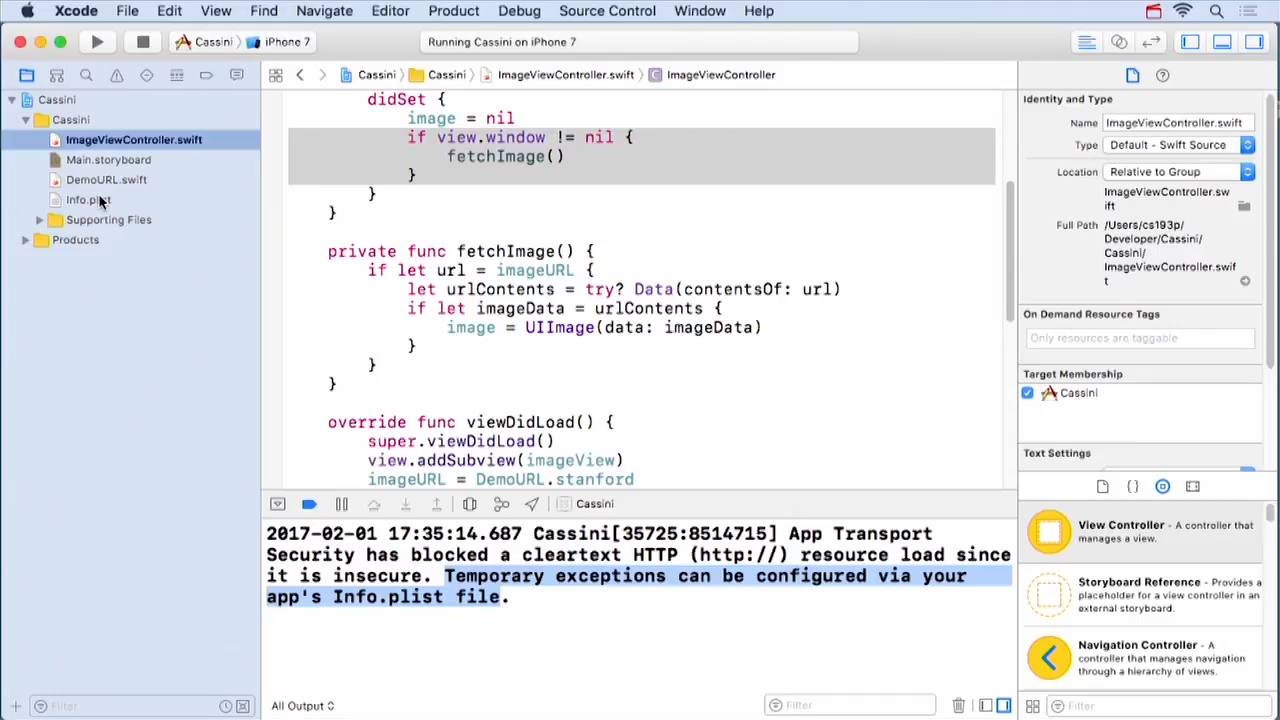 Xcode File Edit View Find Navigate Editor Product Debug Source Control Window Help
Cassini iPhone 7
Running Cassini on iPhone 7
Cassini
Cassini
ImageViewController.swift
Main.storyboard
DemoURL.swift
Info.plist
Supporting Files
Products
Filter
Cassini Cassini ImageViewController.swift C ImageViewController
didSet {
image = nil
if view.window != nil {
fetchImage()
}
}
}
private func fetchImage() {
if let url = imageURL {
let urlContents = try? Data(contentsOf: url)
if let imageData = urlContents {
image = UIImage(data: imageData)
}
}
}
override func viewDidLoad() {
super.viewDidLoad()
view.addSubview(imageView)
imageURL = DemoURL.stanford
Cassini
2017-02-01 17:35:14.687 Cassini[35725:8514715] App Transport
Security has blocked a cleartext HTTP (http://) resource load since
it is insecure. Temporary exceptions can be configured via your
app's Info.plist file.
All Output
Filter
Identity and Type
Name ImageViewController.swift
Type Default - Swift Source
Location Relative to Group
ImageViewController.sw
ift
Full Path /Users/cs193p/
Developer/Cassini/
Cassini/
ImageViewController.swif
t
On Demand Resource Tags
Only resources are taggable
Target Membership
Cassini
Text Settings
View Controller - A controller that
manages a view.
Storyboard Reference - Provides a
placeholder for a view controller in an
external storyboard.
Navigation Controller - A
controller that manages navigation
through a hierarchy of views.
Filter